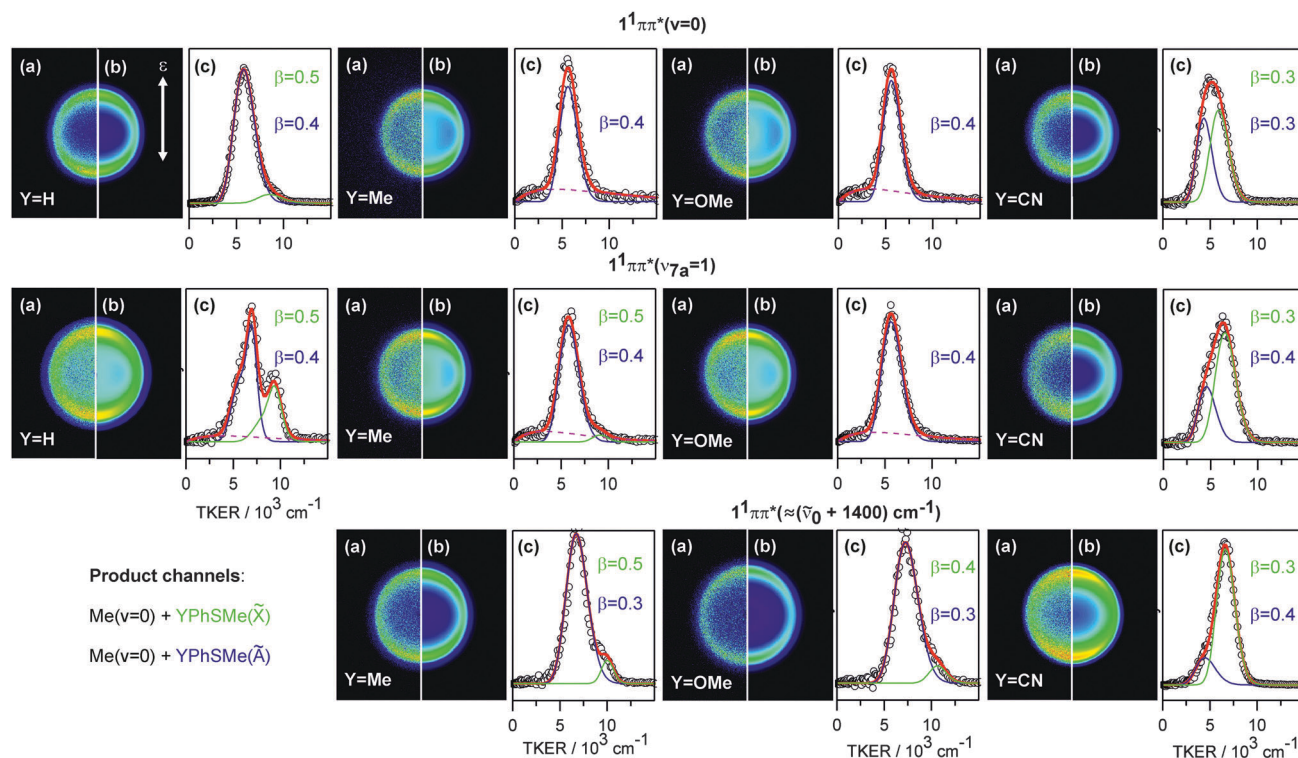 1¹ππ*(v=0)
(a) (b) ε (c) β=0.5 β=0.4 Y=H
(a) (b) (c) β=0.4 Y=Me
(a) (b) (c) β=0.4 Y=OMe
(a) (b) (c) β=0.3 β=0.3 Y=CN
0 5 10 0 5 10 0 5 10 0 5 10
1¹ππ*(ν₇ₐ=1)
(a) (b) (c) β=0.5 β=0.4 Y=H
(a) (b) (c) β=0.5 β=0.4 Y=Me
(a) (b) (c) β=0.4 Y=OMe
(a) (b) (c) β=0.3 β=0.4 Y=CN
0 5 10 0 5 10 0 5 10 0 5 10
TKER / 10³ cm⁻¹
1¹ππ*(≈(ν̃₀ + 1400) cm⁻¹)
(a) (b) (c) β=0.5 β=0.3 Y=Me
(a) (b) (c) β=0.4 β=0.3 Y=OMe
(a) (b) (c) β=0.3 β=0.4 Y=CN
0 5 10 0 5 10 0 5 10
TKER / 10³ cm⁻¹ TKER / 10³ cm⁻¹
Product channels:
Me(v=0) + YPhSMe(X̃)
Me(v=0) + YPhSMe(Ã)